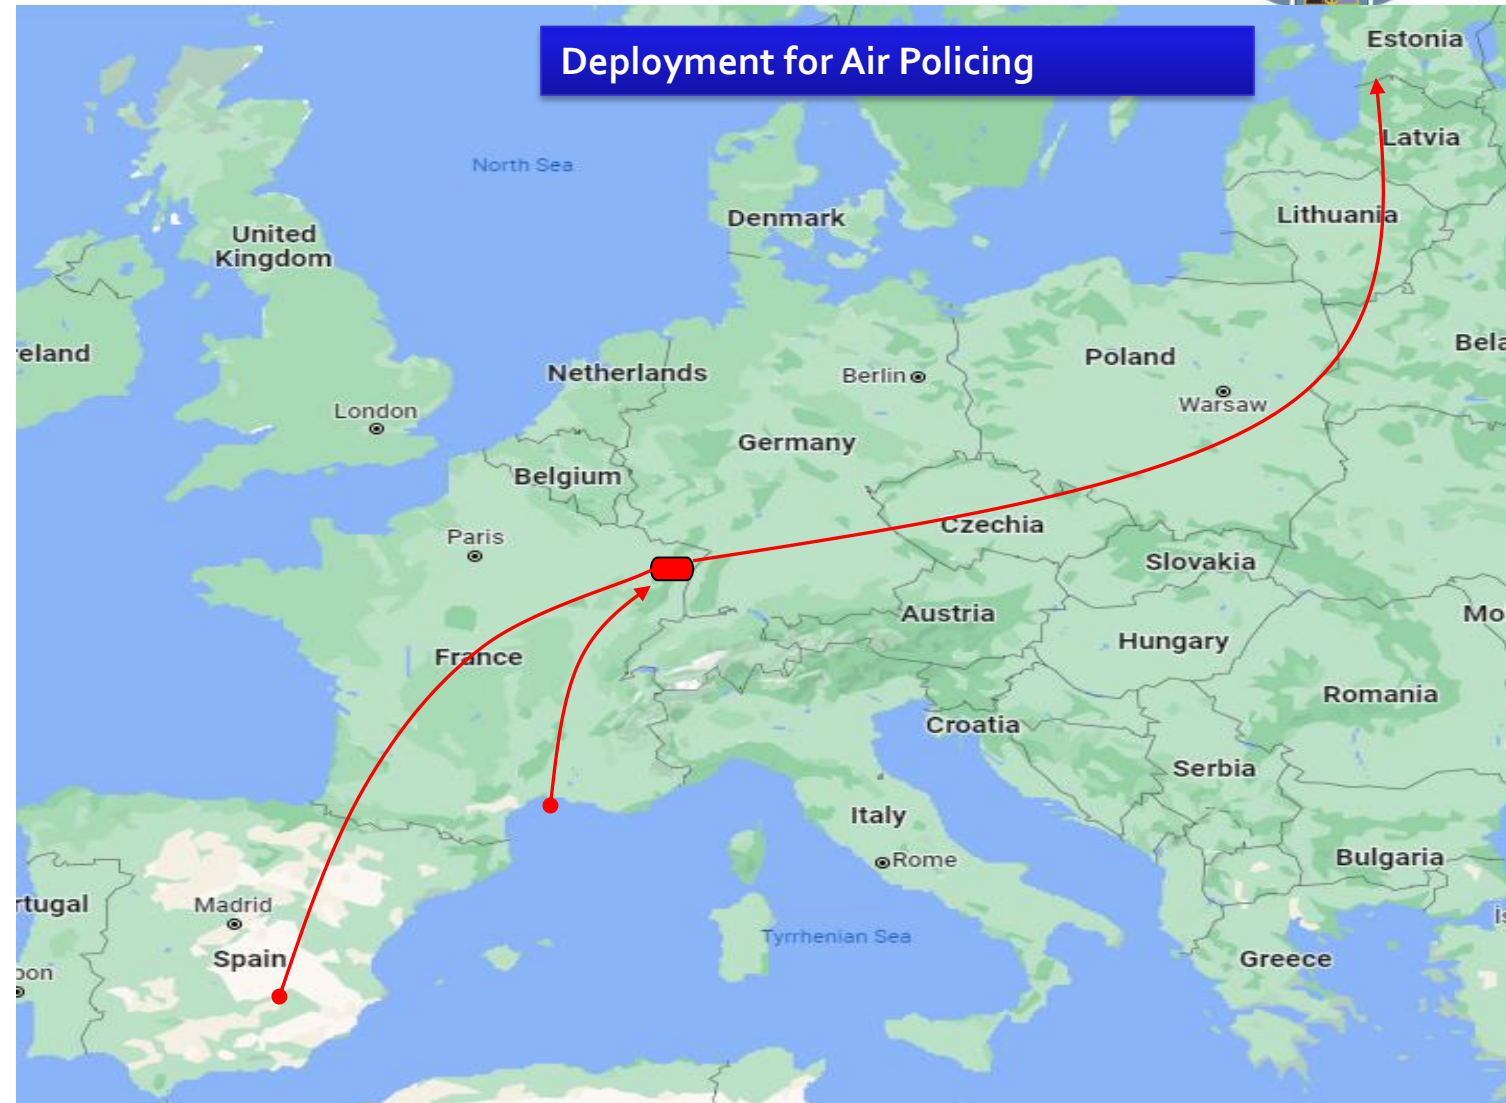 Deployment for Air Policing
Estonia
Latvia
North Sea
Lithuania
Denmark
United
Kingdom
reland
Bela
Netherlands
Berlin
Poland
Warsaw
London
Germany
Belgium
Czechia
Paris
Slovakia
Austria
Mo
Hungary
France
Romania
Croatia
Serbia
Italy
Rome
Bulgaria
rtugal
Madrid
Tyrrhenian Sea
İs
Spain
Greece
bon